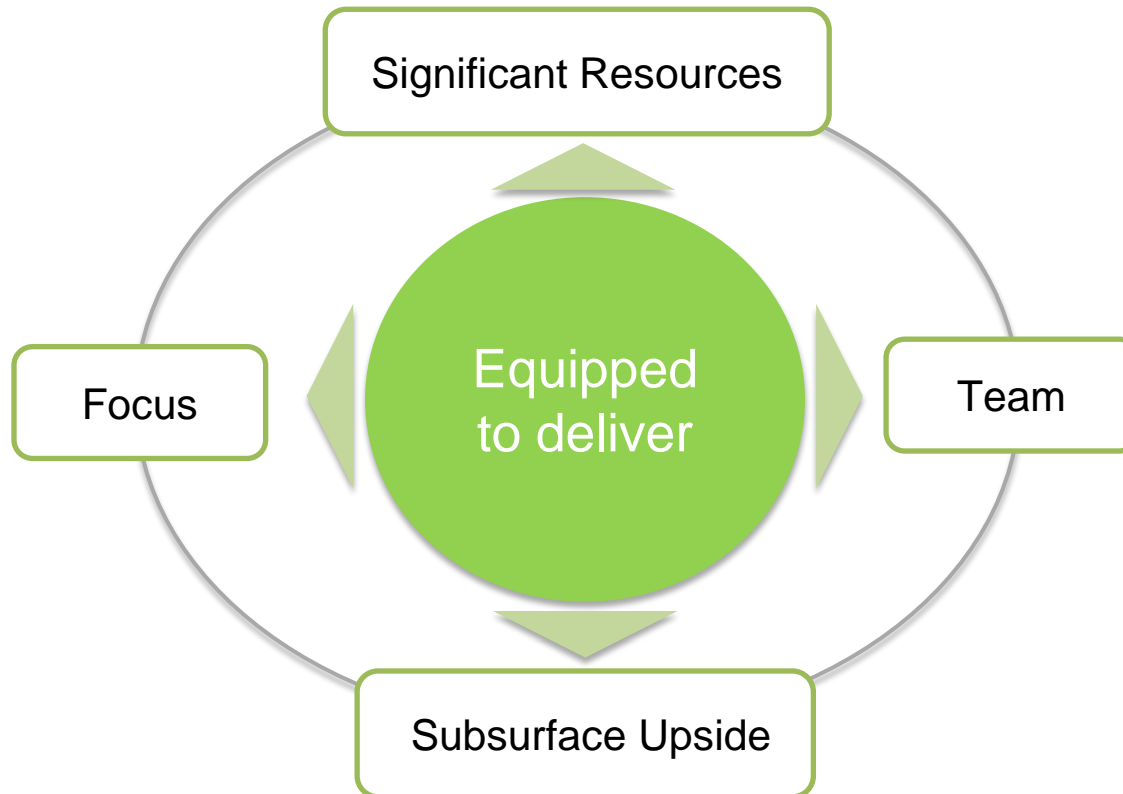 Significant Resources
Focus
Equipped
to deliver
Team
Subsurface Upside